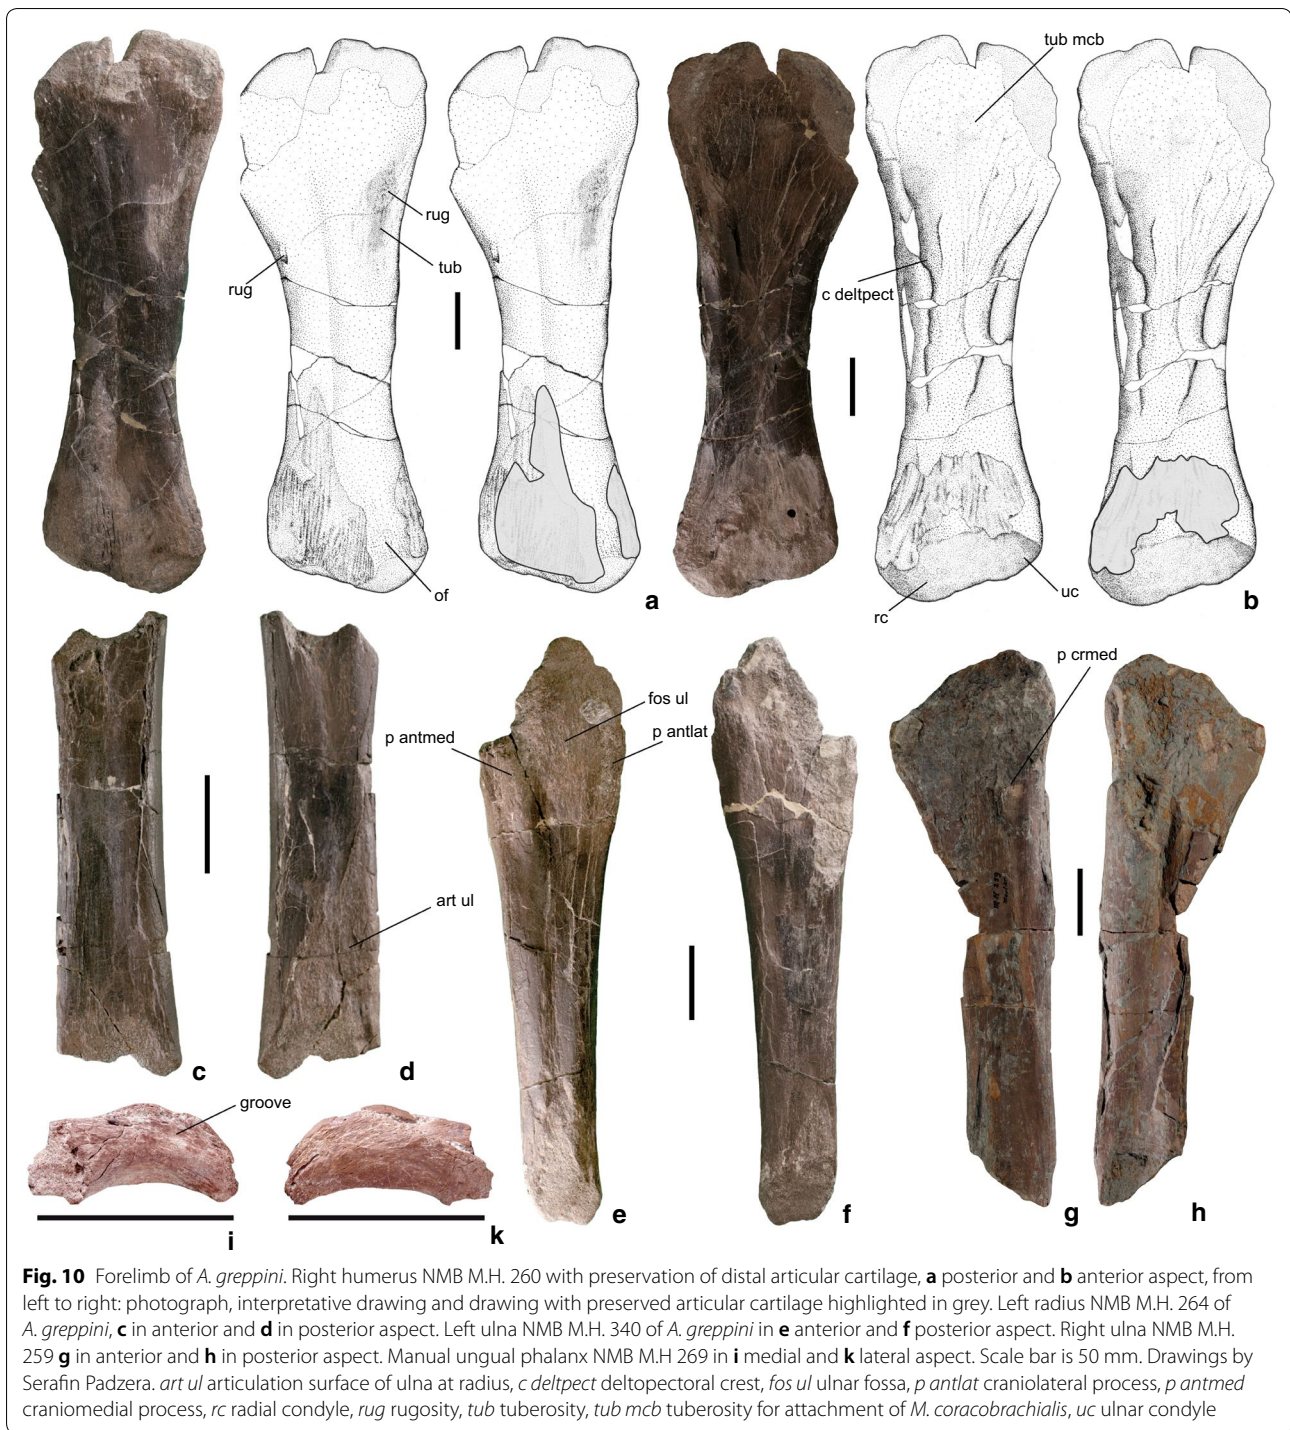 tub mcb
rug
tub
rug
c deltpect
of
a
rc
uc
b
p crmed
fos ul
p antmed
p antlat
art ul
c
d
groove
i
k
e
f
g
h
Fig. 10 Forelimb of A. greppini. Right humerus NMB M.H. 260 with preservation of distal articular cartilage, a posterior and b anterior aspect, from
left to right: photograph, interpretative drawing and drawing with preserved articular cartilage highlighted in grey. Left radius NMB M.H. 264 of
A. greppini, c in anterior and d in posterior aspect. Left ulna NMB M.H. 340 of A. greppini in e anterior and f posterior aspect. Right ulna NMB M.H.
259 g in anterior and h in posterior aspect. Manual ungual phalanx NMB M.H 269 in i medial and k lateral aspect. Scale bar is 50 mm. Drawings by
Serafin Padzera. art ul articulation surface of ulna at radius, c deltpect deltopectoral crest, fos ul ulnar fossa, p antlat craniolateral process, p antmed
craniomedial process, rc radial condyle, rug rugosity, tub tuberosity, tub mcb tuberosity for attachment of M. coracobrachialis, uc ulnar condyle